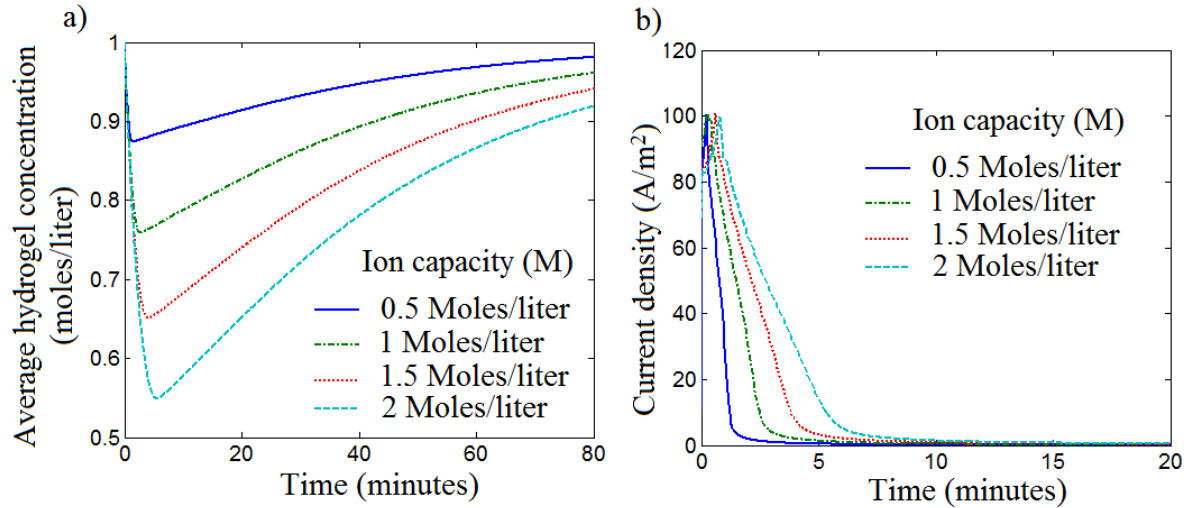 a)
Average hydrogel concentration
(moles/liter)
1
0.9
0.8
0.7
0.6
0.5
0
20
40
60
80
Time (minutes)
Ion capacity (M)
0.5 Moles/liter
1 Moles/liter
1.5 Moles/liter
2 Moles/liter
b)
Current density (A/m²)
120
100
80
60
40
20
0
0
5
10
15
20
Time (minutes)
Ion capacity (M)
0.5 Moles/liter
1 Moles/liter
1.5 Moles/liter
2 Moles/liter